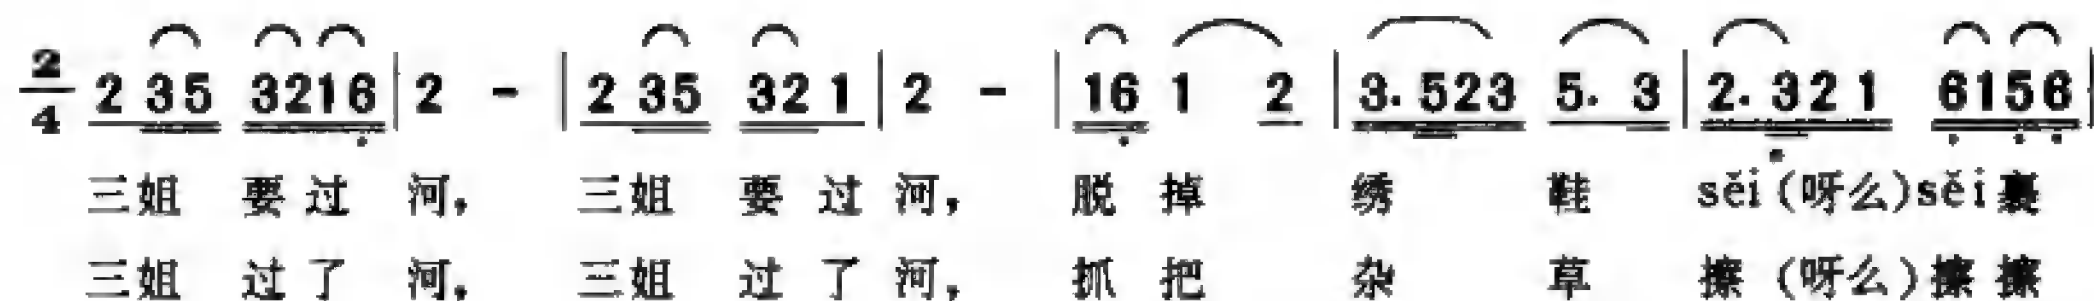 2/4 2 35 3216 | 2 - | 2 35 32 1 | 2 - | 16 1 2 | 3. 523 5. 3 | 2. 321 6156 |
三姐 要过 河， 三姐 要 过 河， 脱 掉 绣 鞋 sěi (呀么) sěi 裹
三姐 过了 河， 三姐 过 了 河， 抓 把 杂 草 擦 (呀么) 擦 擦